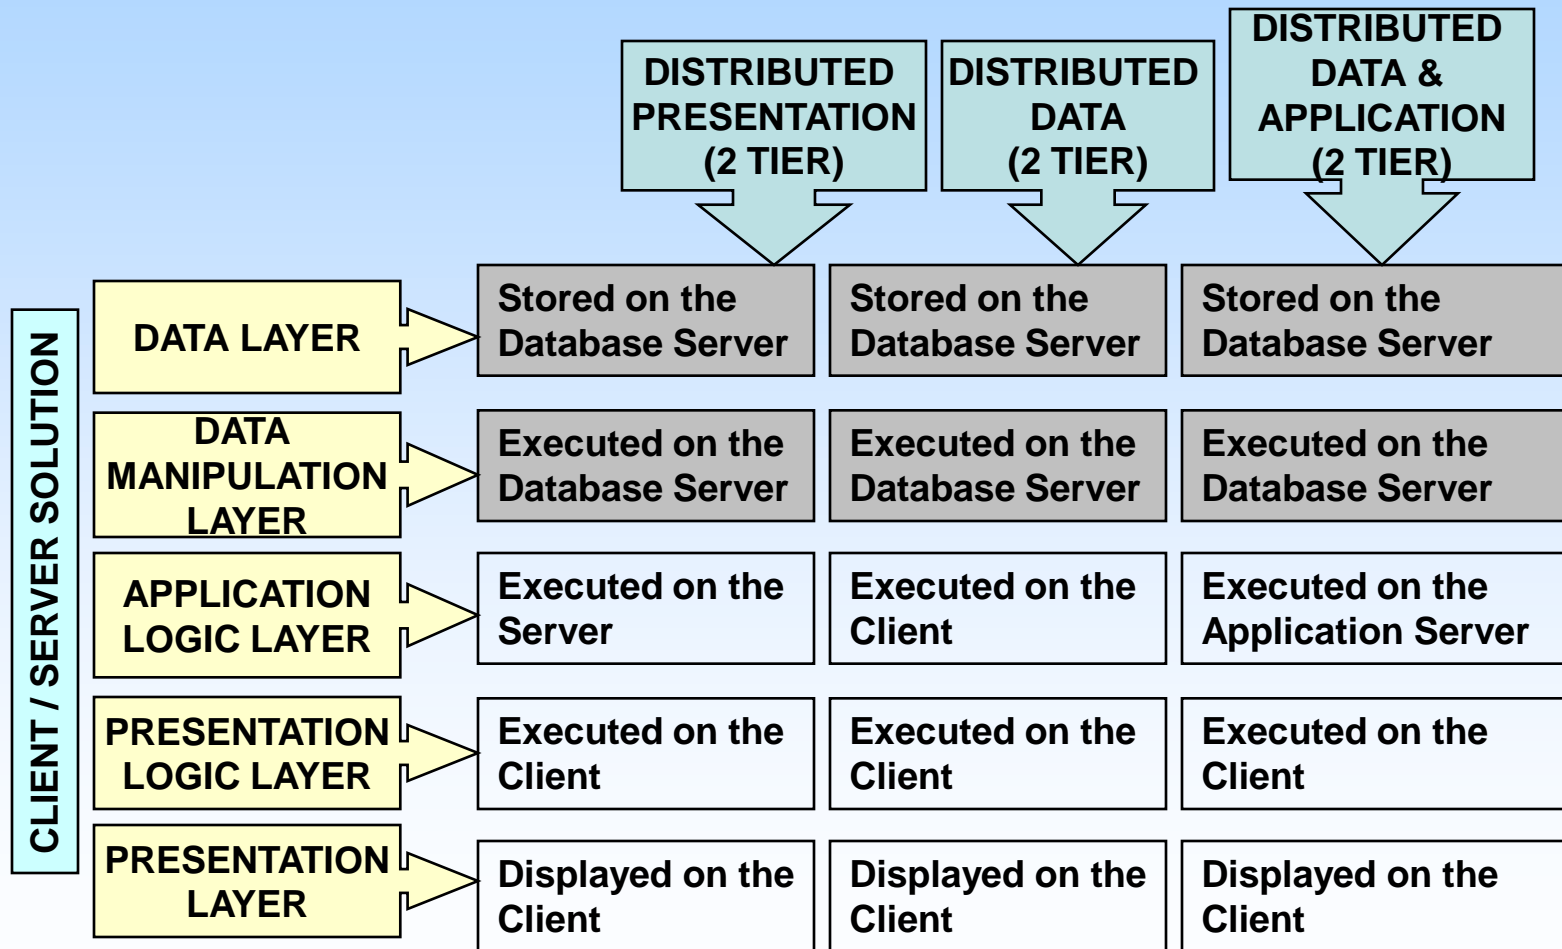 DISTRIBUTED
PRESENTATION
(2 TIER)
DISTRIBUTED
DATA
(2 TIER)
DISTRIBUTED
DATA &
APPLICATION
(2 TIER)
CLIENT / SERVER SOLUTION
DATA LAYER
Stored on the
Database Server
Stored on the
Database Server
Stored on the
Database Server
DATA
MANIPULATION
LAYER
Executed on the
Database Server
Executed on the
Database Server
Executed on the
Database Server
APPLICATION
LOGIC LAYER
Executed on the
Server
Executed on the
Client
Executed on the
Application Server
PRESENTATION
LOGIC LAYER
Executed on the
Client
Executed on the
Client
Executed on the
Client
PRESENTATION
LAYER
Displayed on the
Client
Displayed on the
Client
Displayed on the
Client